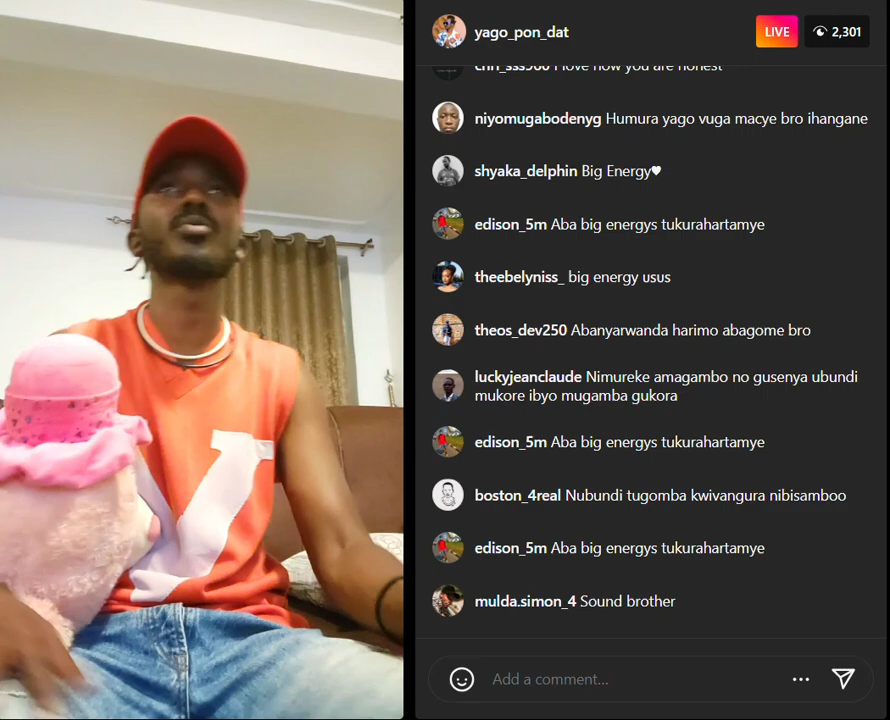 yago_pon_dat
LIVE
2,301
I love how you are honest
niyomugabodenyg Humura yago vuga macye bro ihangane
shyaka_delphin Big Energy♥
edison_5m Aba big energys tukurahartamye
theebelyniss_ big energy usus
theos_dev250 Abanyarwanda harimo abagome bro
luckyjeanclaude Nimureke amagambo no gusenya ubundi
mukore ibyo mugamba gukora
edison_5m Aba big energys tukurahartamye
boston_4real Nubundi tugomba kwivangura nibisamboo
edison_5m Aba big energys tukurahartamye
mulda.simon_4 Sound brother
Add a comment...